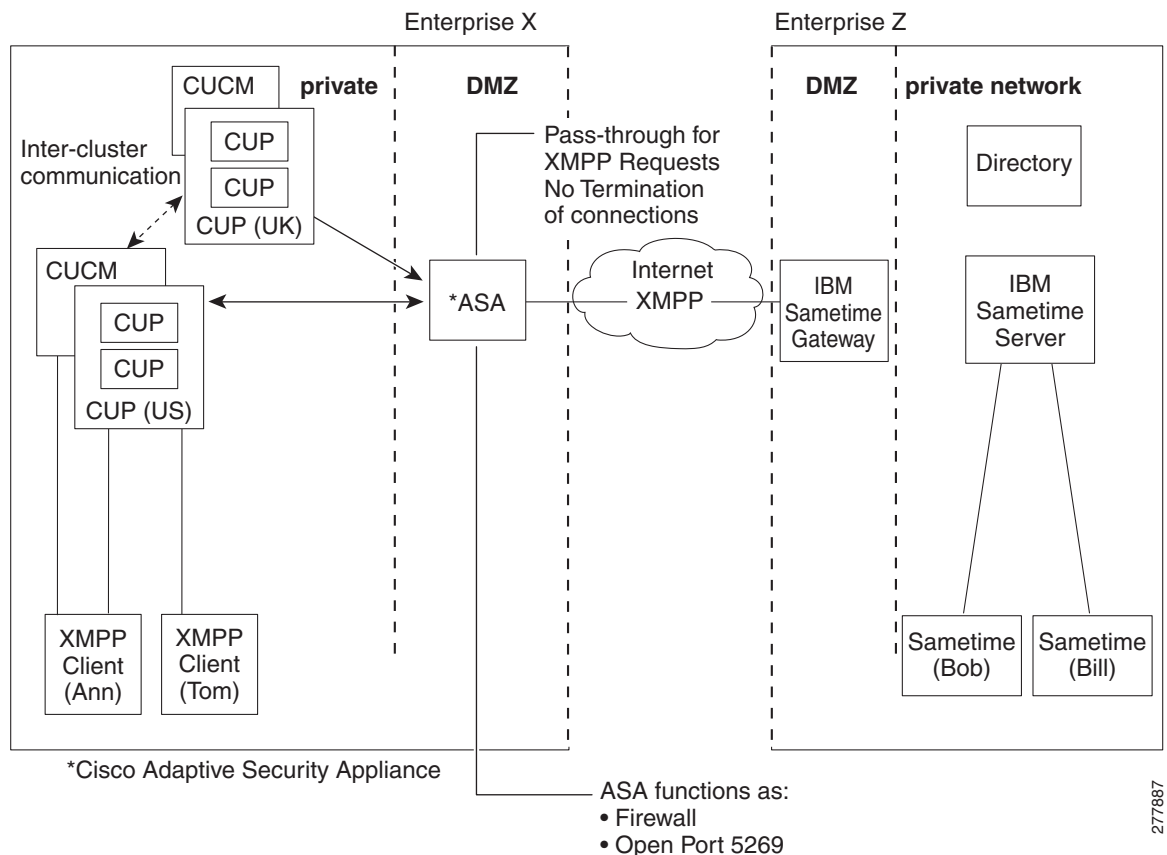 Enterprise X
Enterprise Z
CUCM
private
DMZ
DMZ
private network
CUP
CUP
CUP (UK)
Inter-cluster
communication
Pass-through for
XMPP Requests
No Termination
of connections
Directory
CUCM
CUP
CUP
CUP (US)
*ASA
Internet
XMPP
IBM
Sametime
Gateway
IBM
Sametime
Server
XMPP
Client
(Ann)
XMPP
Client
(Tom)
Sametime
(Bob)
Sametime
(Bill)
*Cisco Adaptive Security Appliance
ASA functions as:
• Firewall
• Open Port 5269
277887